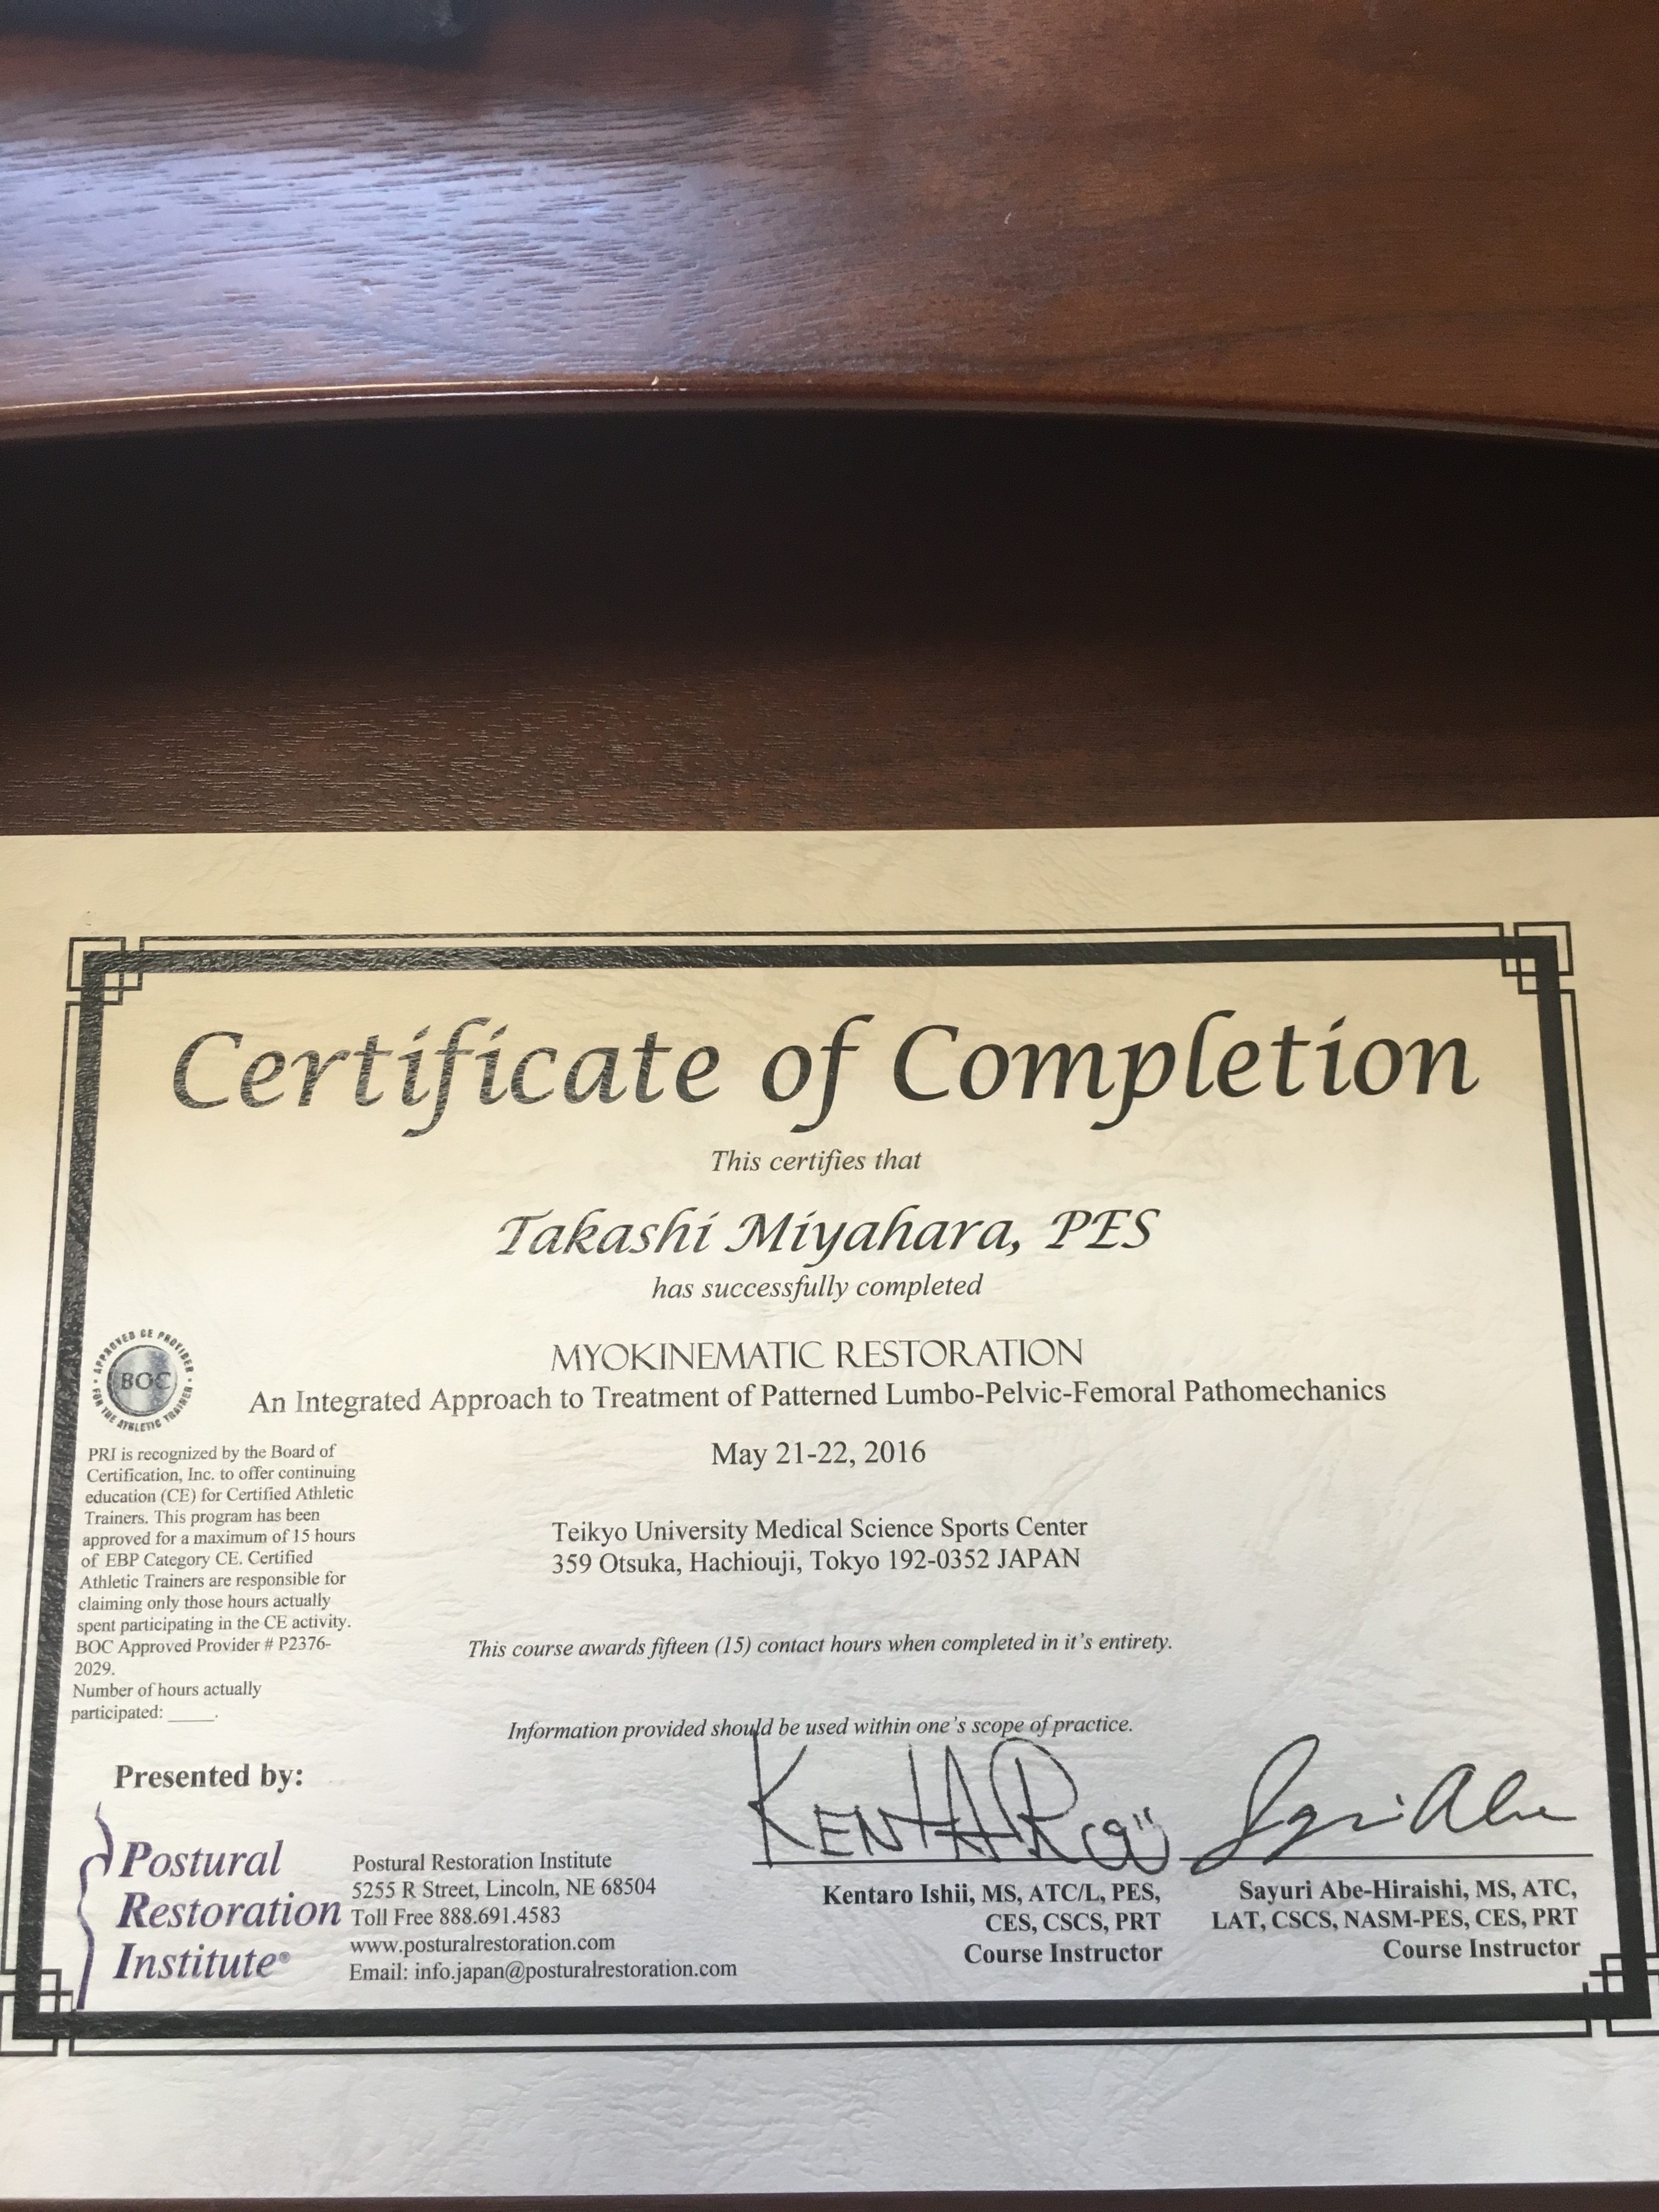 Certificate of Completion
This certifies that
Takashi Miyahara, PES
has successfully completed
MYOKINEMATIC RESTORATION
An Integrated Approach to Treatment of Patterned Lumbo-Pelvic-Femoral Pathomechanics
May 21-22, 2016
Teikyo University Medical Science Sports Center
359 Otsuka, Hachiouji, Tokyo 192-0352 JAPAN
This course awards fifteen (15) contact hours when completed in it's entirety.
Information provided should be used within one's scope of practice.
APPROVED CE PROVIDER
FOR THE ATHLETIC TRAINER
BOC
PRI is recognized by the Board of
Certification, Inc. to offer continuing
education (CE) for Certified Athletic
Trainers. This program has been
approved for a maximum of 15 hours
of EBP Category CE. Certified
Athletic Trainers are responsible for
claiming only those hours actually
spent participating in the CE activity.
BOC Approved Provider # P2376-
2029.
Number of hours actually
participated: _____.
Presented by:
Postural
Restoration
Institute®
Postural Restoration Institute
5255 R Street, Lincoln, NE 68504
Toll Free 888.691.4583
www.posturalrestoration.com
Email: info.japan@posturalrestoration.com
KENTARO
Kentaro Ishii, MS, ATC/L, PES,
CES, CSCS, PRT
Course Instructor
Sayuri Abe
Sayuri Abe-Hiraishi, MS, ATC,
LAT, CSCS, NASM-PES, CES, PRT
Course Instructor